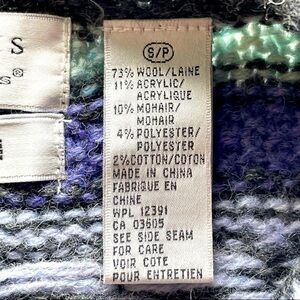 S
S®
S/P
73% WOOL/LAINE
11% ACRYLIC/
ACRYLIQUE
10% MOHAIR/
MOHAIR
4% POLYESTER/
POLYESTER
2% COTTON/COTON
MADE IN CHINA
FABRIQUE EN
CHINE
WPL 12391
CA 03605
SEE SIDE SEAM
FOR CARE
VOIR COTE
POUR ENTRETIEN